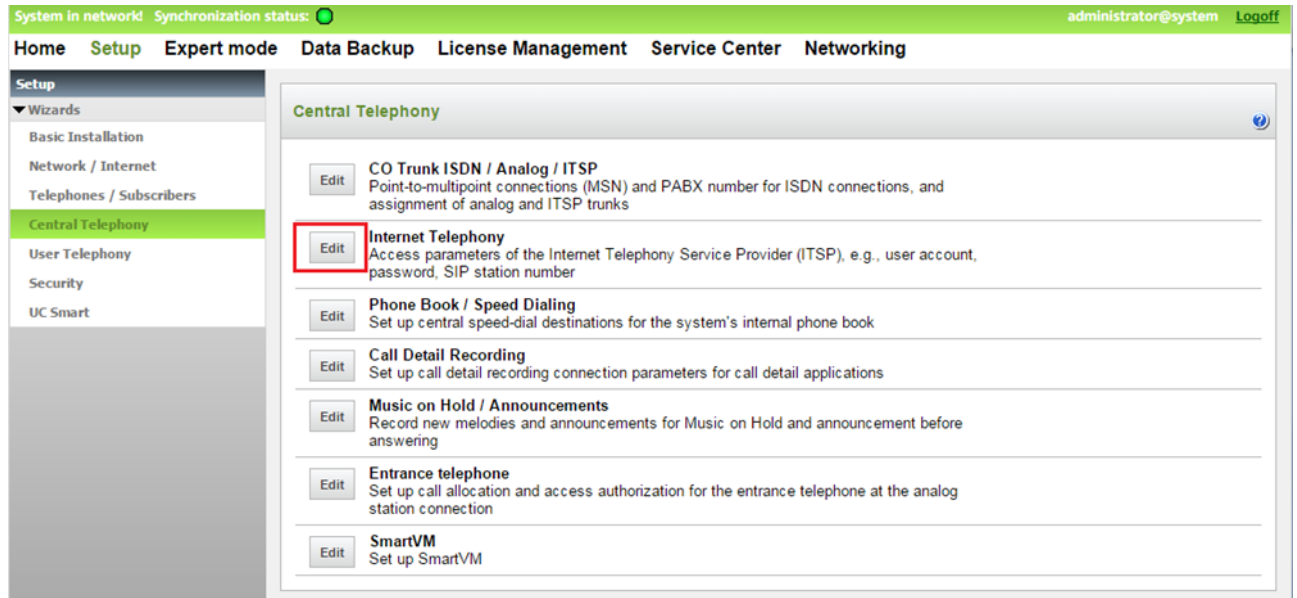 System in network! Synchronization status:
administrator@system Logoff
Home Setup Expert mode Data Backup License Management Service Center Networking
Setup
Wizards
Basic Installation
Network / Internet
Telephones / Subscribers
Central Telephony
User Telephony
Security
UC Smart
Central Telephony
?
Edit
CO Trunk ISDN / Analog / ITSP
Point-to-multipoint connections (MSN) and PABX number for ISDN connections, and
assignment of analog and ITSP trunks
Edit
Internet Telephony
Access parameters of the Internet Telephony Service Provider (ITSP), e.g., user account,
password, SIP station number
Edit
Phone Book / Speed Dialing
Set up central speed-dial destinations for the system's internal phone book
Edit
Call Detail Recording
Set up call detail recording connection parameters for call detail applications
Edit
Music on Hold / Announcements
Record new melodies and announcements for Music on Hold and announcement before
answering
Edit
Entrance telephone
Set up call allocation and access authorization for the entrance telephone at the analog
station connection
Edit
SmartVM
Set up SmartVM